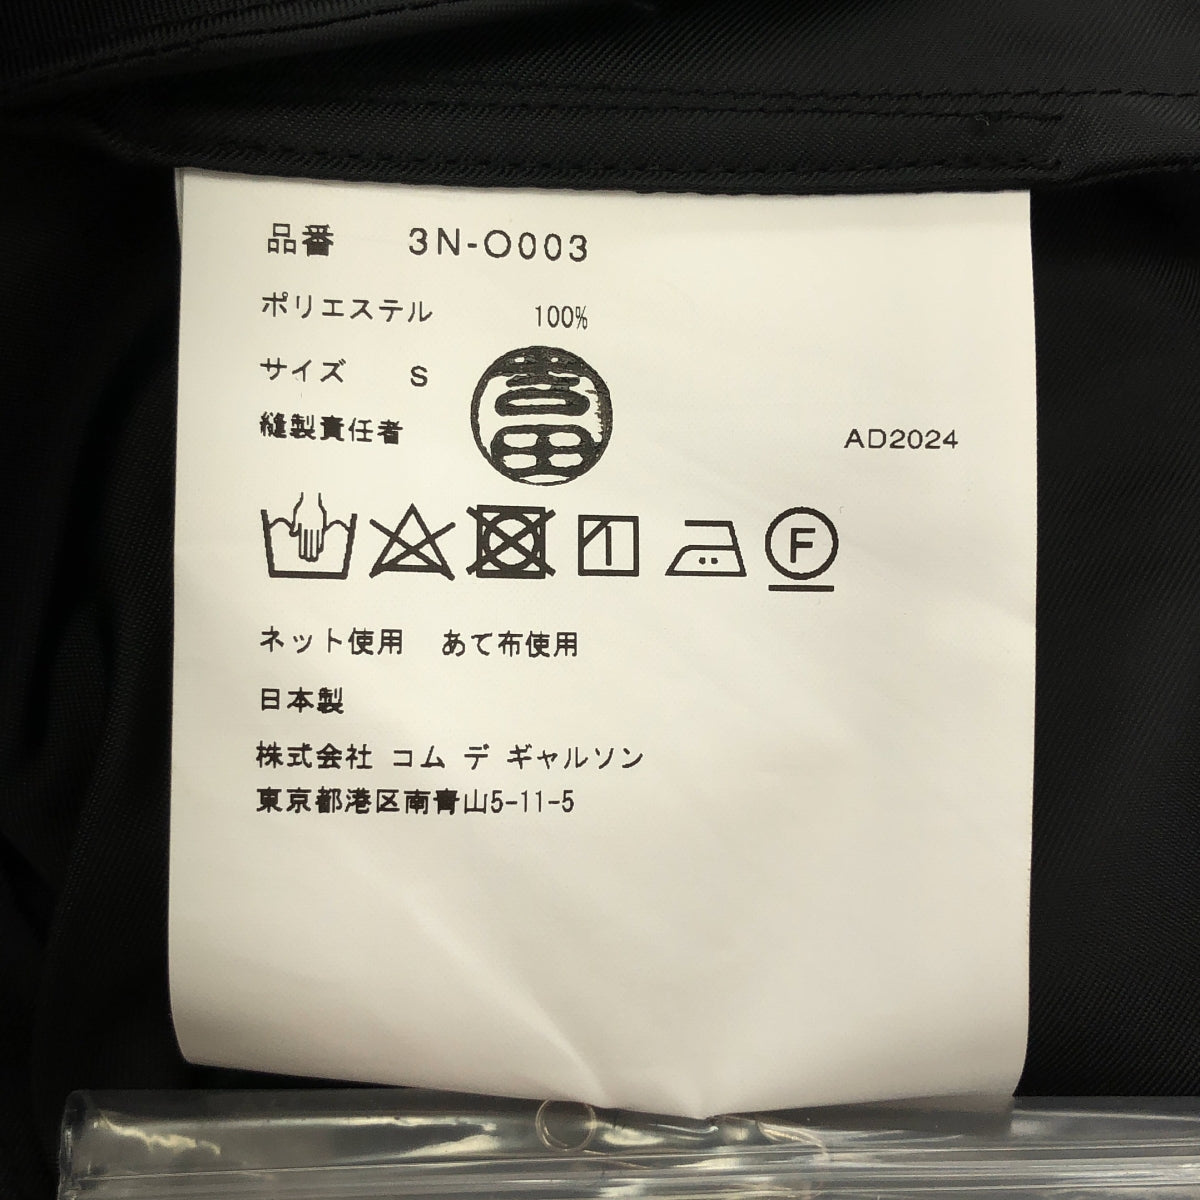 品番 3N-O003
ポリエステル 100%
サイズ S
縫製責任者 吉田
AD2024
F
ネット使用 あて布使用
日本製
株式会社 コム デ ギャルソン
東京都港区南青山5-11-5